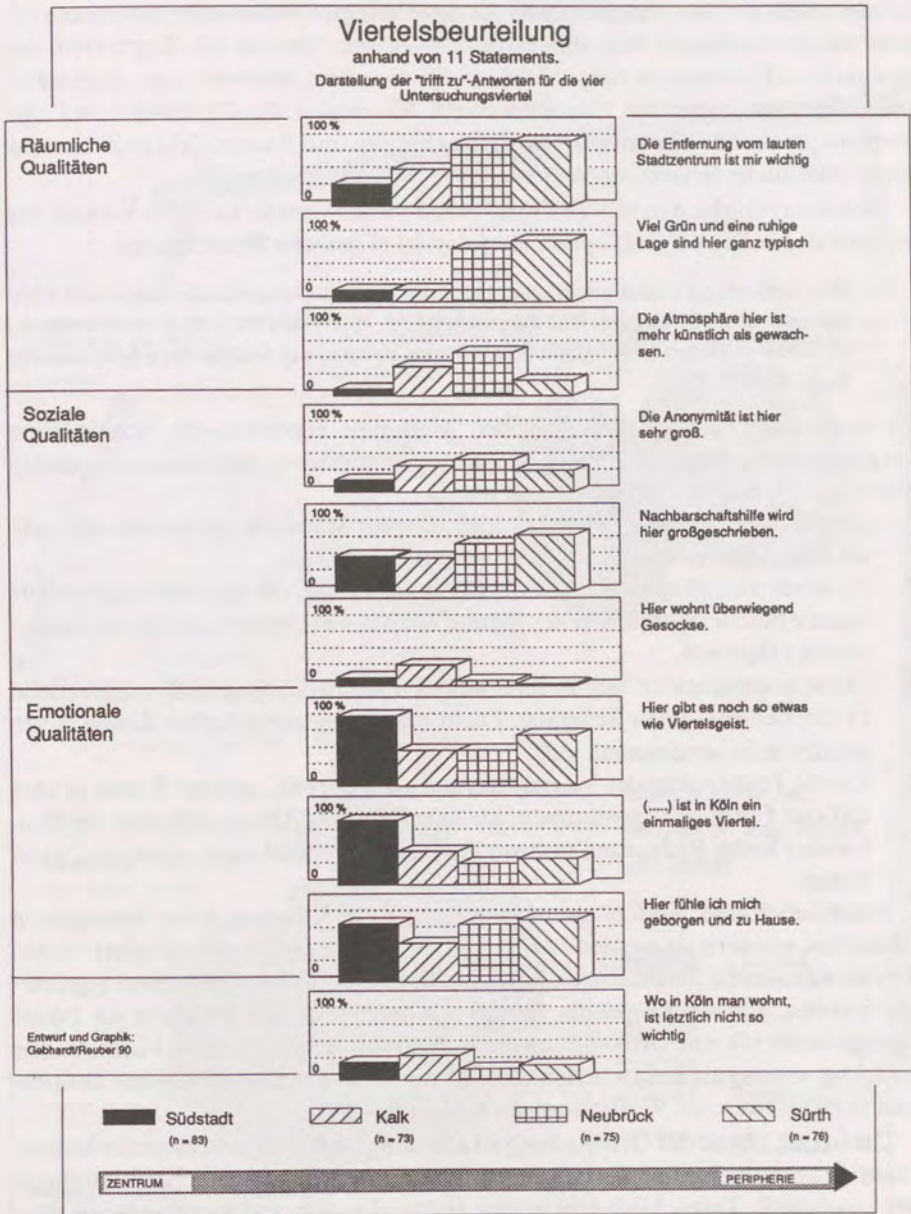 Viertelsbeurteilung
anhand von 11 Statements.
Darstellung der "trifft zu"-Antworten für die vier
Untersuchungsviertel
Räumliche
Qualitäten
100 %
0
Die Entfernung vom lauten
Stadtzentrum ist mir wichtig
100 %
0
Viel Grün und eine ruhige
Lage sind hier ganz typisch
100 %
0
Die Atmosphäre hier ist
mehr künstlich als gewach-
sen.
Soziale
Qualitäten
100 %
0
Die Anonymität ist hier
sehr groß.
100 %
0
Nachbarschaftshilfe wird
hier großgeschrieben.
100 %
0
Hier wohnt überwiegend
Gesockse.
Emotionale
Qualitäten
100 %
0
Hier gibt es noch so etwas
wie Viertelsgeist.
100 %
0
(.....) ist in Köln ein
einmaliges Viertel.
100 %
0
Hier fühle ich mich
geborgen und zu Hause.
100 %
0
Wo in Köln man wohnt,
ist letztlich nicht so
wichtig
Entwurf und Graphik:
Gebhardt/Reuber 90
Südstadt
(n = 83)
Kalk
(n = 73)
Neubrück
(n = 75)
Sürth
(n = 76)
ZENTRUM
PERIPHERIE